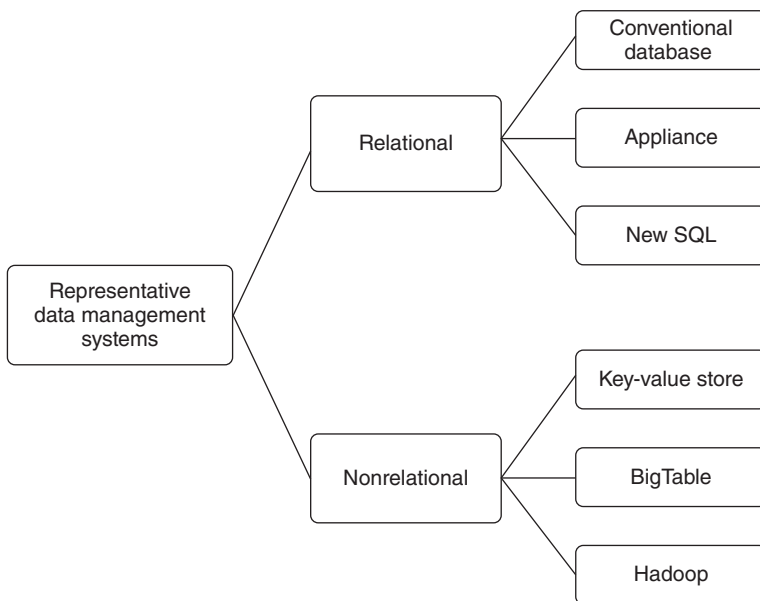 Conventional
database
Relational
Appliance
New SQL
Representative
data management
systems
Key-value store
Nonrelational
BigTable
Hadoop